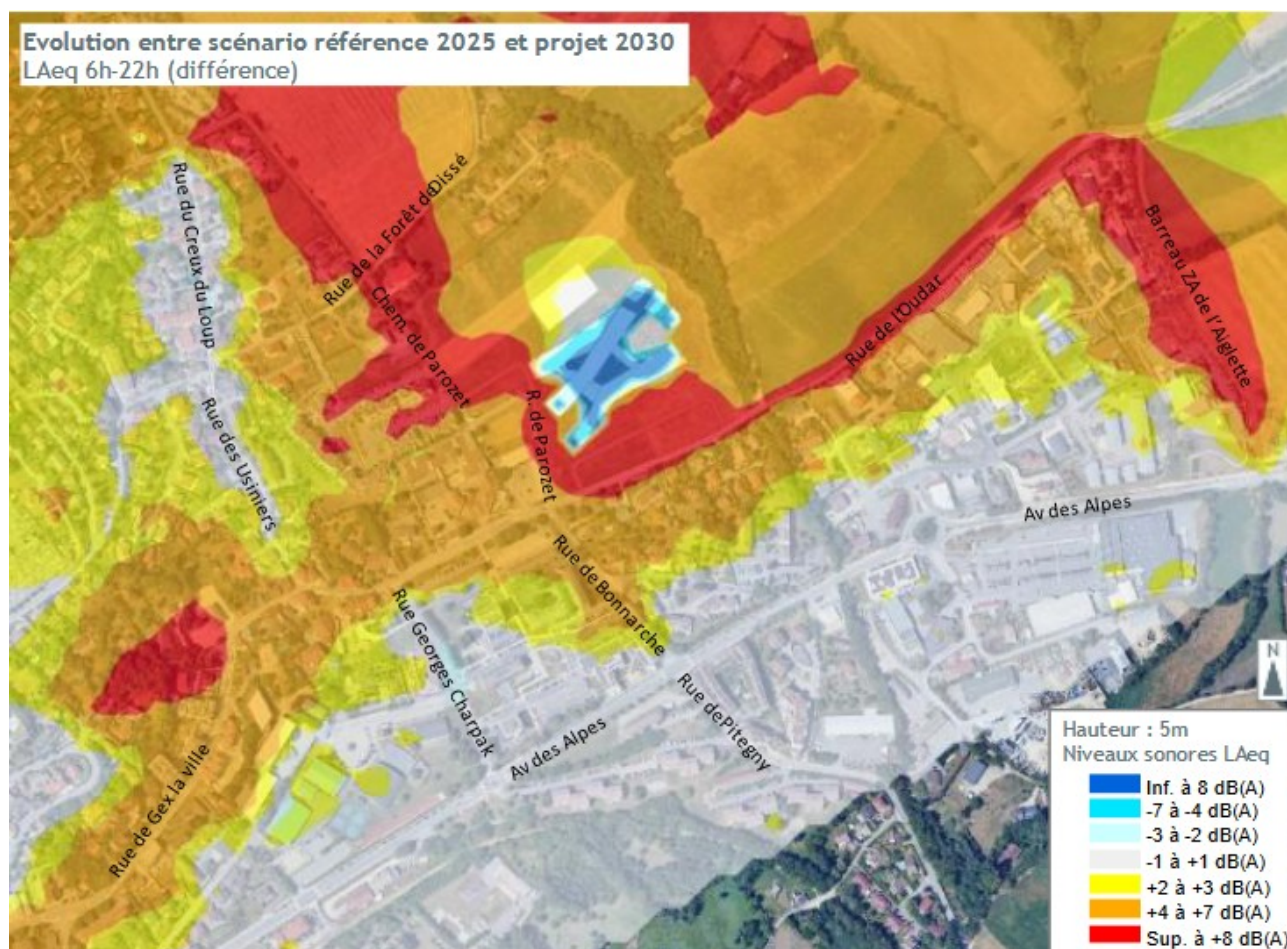 Evolution entre scénario référence 2025 et projet 2030
LAeq 6h-22h (différence)
Rue du Creux du Loup
Rue de la Forêt de Dissé
Chem. de Parozet
Barreau ZA de l'Aiglette
Rue de l'Oudar
R. de Parozet
Rue des Usiniers
Av des Alpes
Rue de Bonnarche
Rue Georges Charpak
N
Rue de Pitegny
Av des Alpes
Rue de Gex la ville
Hauteur : 5m
Niveaux sonores LAeq
Inf. à 8 dB(A)
-7 à -4 dB(A)
-3 à -2 dB(A)
-1 à +1 dB(A)
+2 à +3 dB(A)
+4 à +7 dB(A)
Sup. à +8 dB(A)